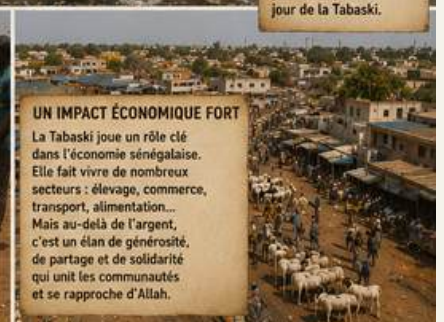 jour de la Tabaski.
UN IMPACT ÉCONOMIQUE FORT
La Tabaski joue un rôle clé
dans l'économie sénégalaise.
Elle fait vivre de nombreux
secteurs : élevage, commerce,
transport, alimentation...
Mais au-delà de l'argent,
c'est un élan de générosité,
de partage et de solidarité
qui unit les communautés
et se rapproche d'Allah.